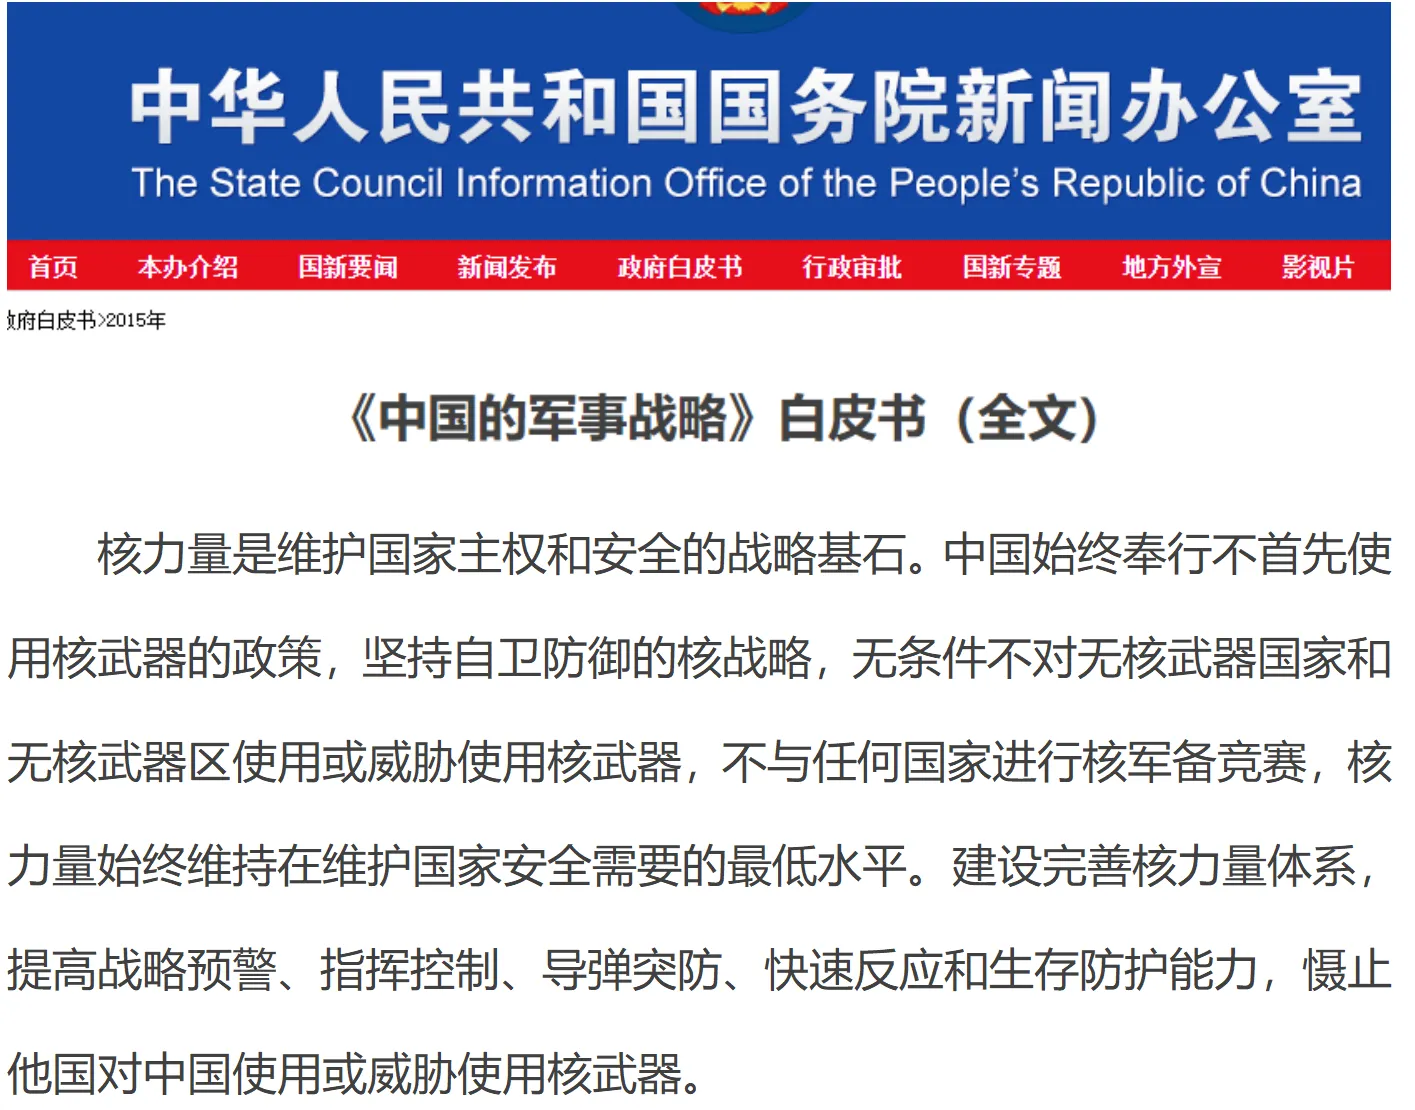 中华人民共和国国务院新闻办公室
The State Council Information Office of the People's Republic of China
首页 本办介绍 国新要闻 新闻发布 政府白皮书 行政审批 国新专题 地方外宣 影视片
政府白皮书>2015年
《中国的军事战略》白皮书（全文）
核力量是维护国家主权和安全的战略基石。中国始终奉行不首先使
用核武器的政策，坚持自卫防御的核战略，无条件不对无核武器国家和
无核武器区使用或威胁使用核武器，不与任何国家进行核军备竞赛，核
力量始终维持在维护国家安全需要的最低水平。建设完善核力量体系，
提高战略预警、指挥控制、导弹突防、快速反应和生存防护能力，慑止
他国对中国使用或威胁使用核武器。